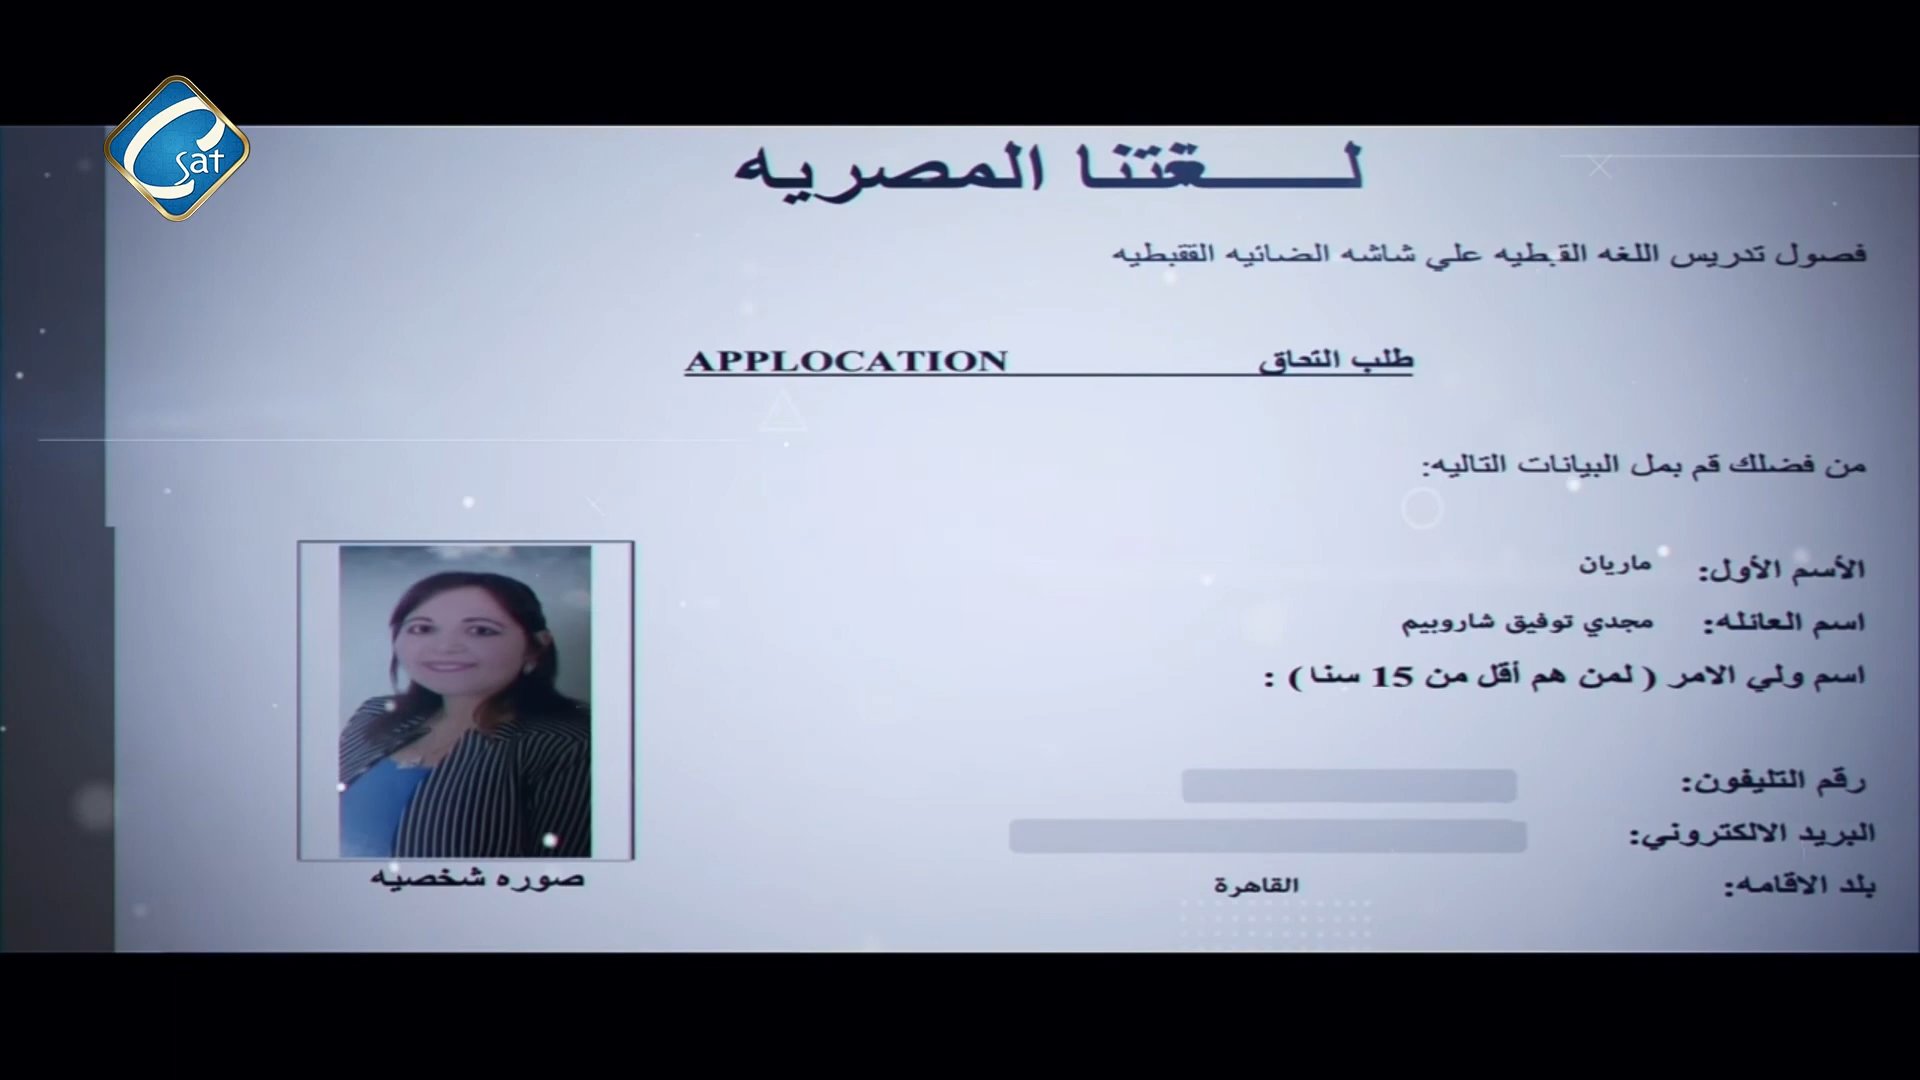 C sat
لـــــغتنا المصريه
فصول تدريس اللغه القبطيه علي شاشه الضائيه الققبطيه
طلب التحاق APPLOCATION
من فضلك قم بمل البيانات التاليه:
الأسم الأول: ماريان
اسم العائله: مجدي توفيق شاروبيم
اسم ولي الامر ( لمن هم أقل من 15 سنا ) :
رقم التليفون:
البريد الالكتروني:
بلد الاقامه: القاهرة
صوره شخصيه